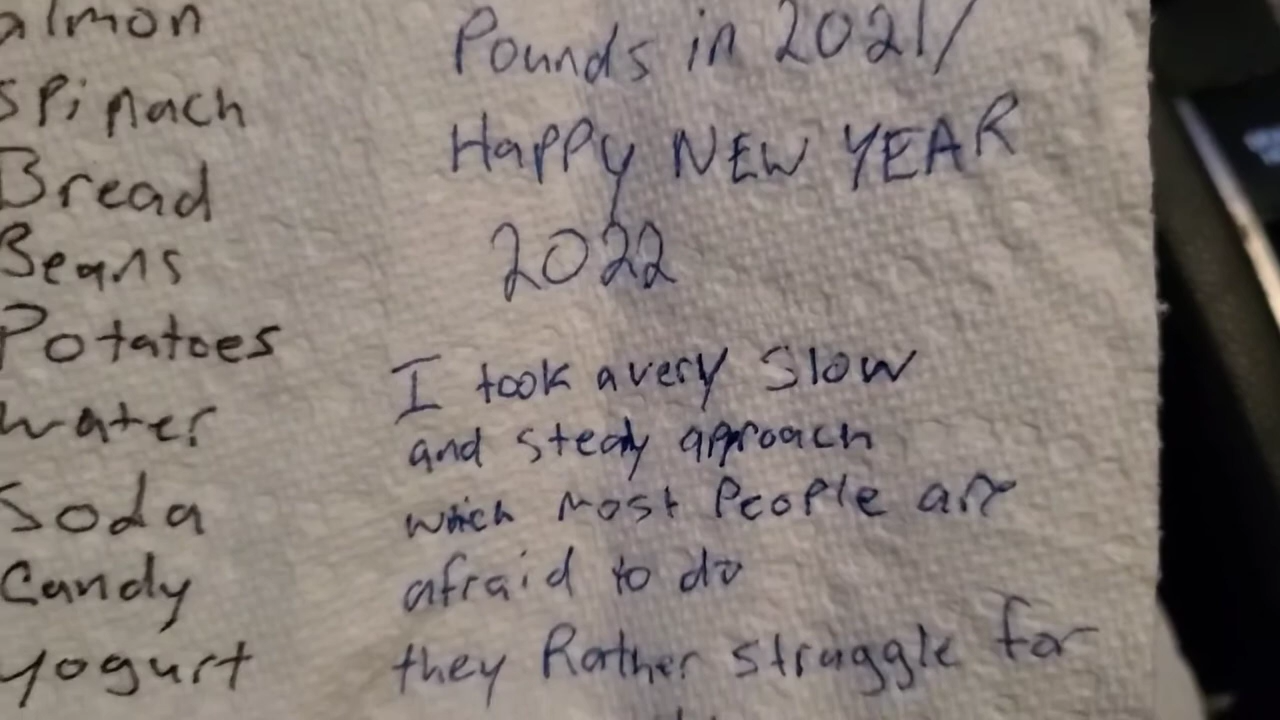 almon
Spinach
Bread
Beans
Potatoes
water
Soda
Candy
yogurt
Pounds in 2021/
Happy NEW YEAR
2022
I took a very slow
and stedy approach
which most People are
afraid to do
they Rather struggle for